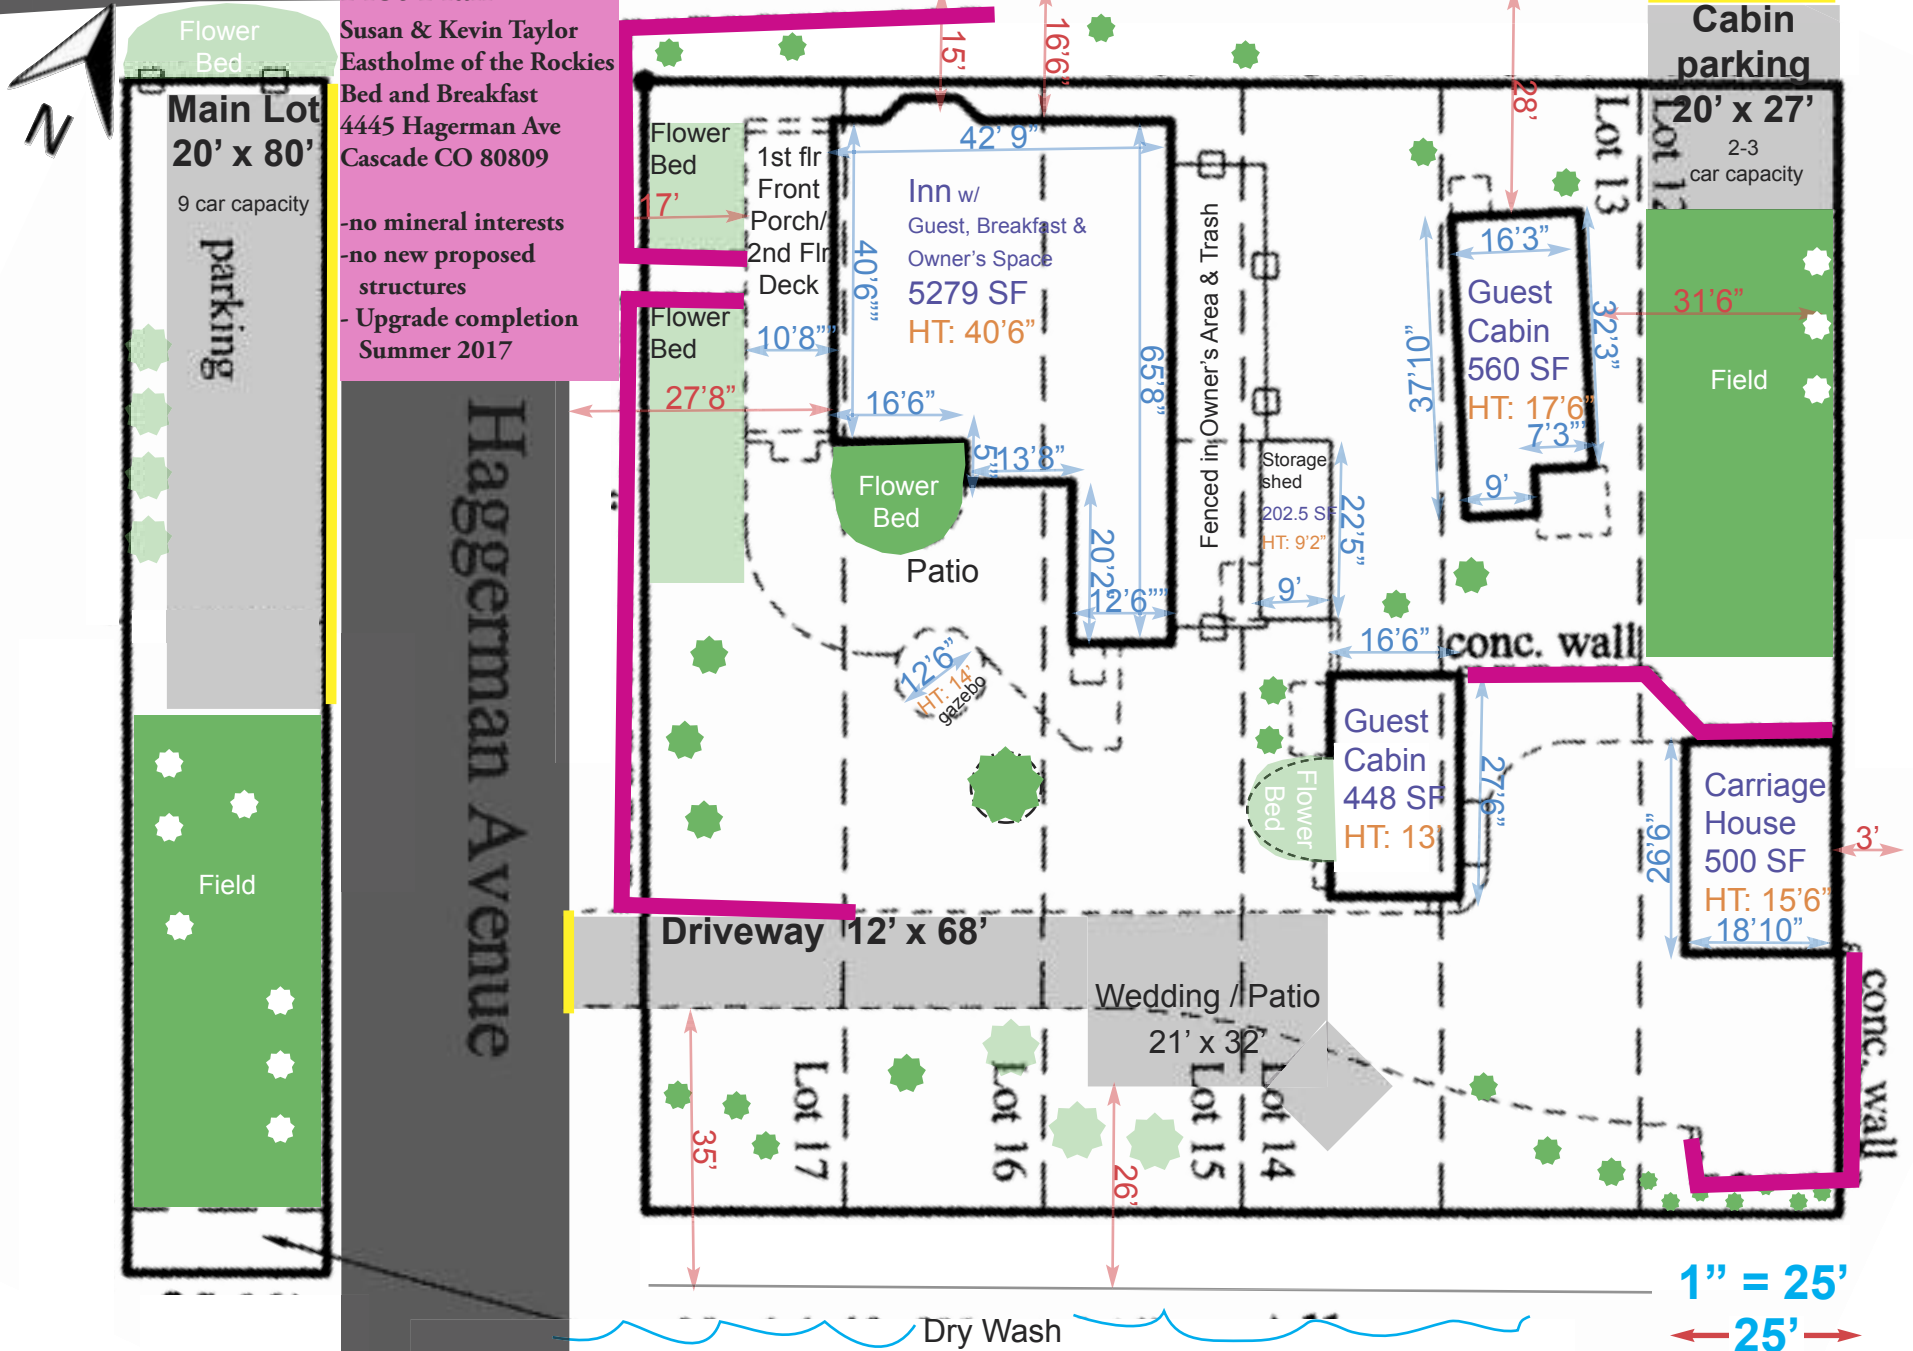 N
Flower
Bed
Main Lot
20’ x 80’
9 car capacity
parking
Field
Susan & Kevin Taylor
Eastholme of the Rockies
Bed and Breakfast
4445 Hagerman Ave
Cascade CO 80809
-no mineral interests
-no new proposed
structures
- Upgrade completion
Summer 2017
Haggerman Avenue
15’
16’6”
28’
Flower
Bed
17’
Flower
Bed
27’8”
1st flr
Front
Porch/
2nd Flr
Deck
10’8””
42’ 9”
Inn w/
Guest, Breakfast &
Owner’s Space
5279 SF
HT: 40’6”
40’6””
65’8”
16’6”
5”
13’8”
20’2”
12’6””
Flower
Bed
Patio
12’6”
HT: 14’
gazebo
Fenced in Owner’s Area & Trash
Storage
shed
202.5 SF
HT: 9’2”
22’5”
9’
16’3”
Guest
Cabin
560 SF
HT: 17’6”
37’10”
32’3”
7’3””
9’
Lot 13
Lot 12
Cabin
parking
20’ x 27’
2-3
car capacity
31’6”
Field
16’6”
conc. wall
Guest
Cabin
448 SF
HT: 13’
27’6”
Flower
Bed
Carriage
House
500 SF
HT: 15’6”
18’10”
26’6”
3’
conc. wall
Driveway 12’ x 68’
Wedding / Patio
21’ x 32’
35’
26’
Lot 17
Lot 16
Lot 15
Lot 14
Dry Wash
1” = 25’
25’